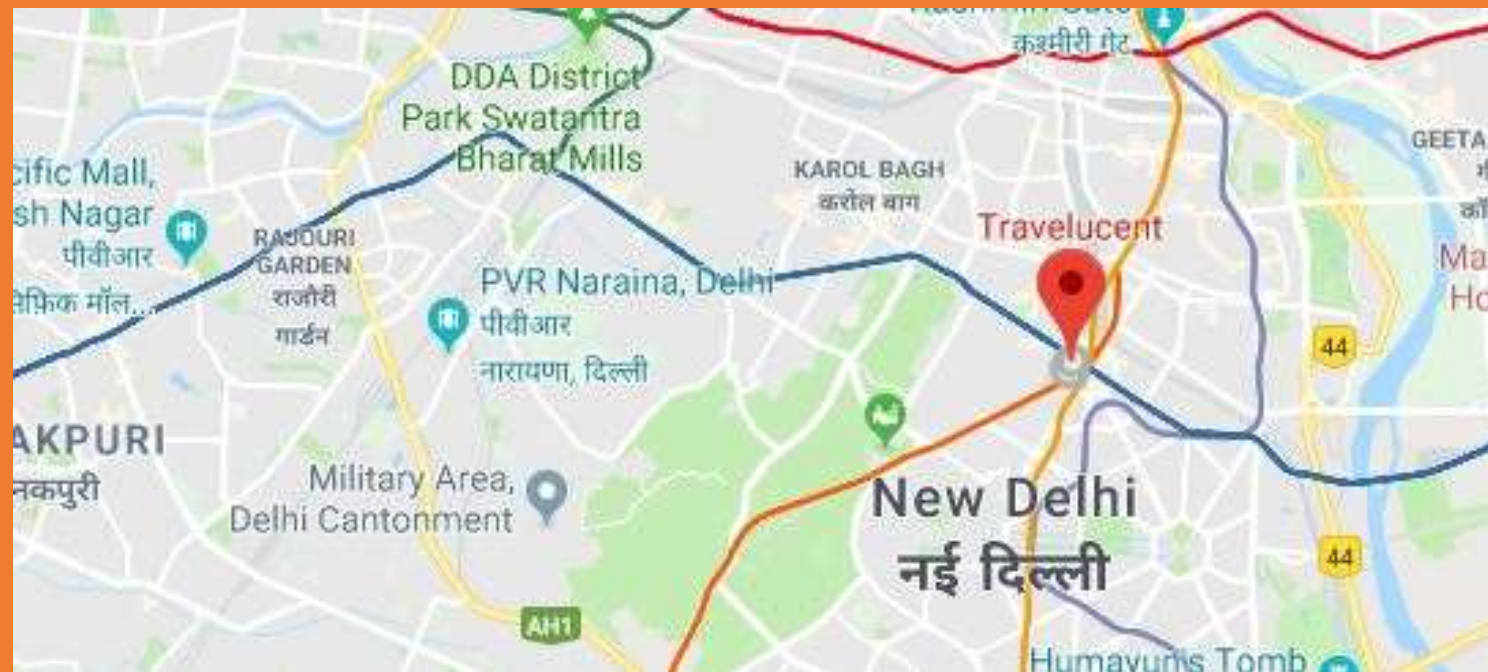 कश्मीरी गेट
DDA District
Park Swatantra
Bharat Mills
cific Mall,
sh Nagar
पीवीआर
सेफ़िक मॉल...
RAJOURI
GARDEN
राजौरी
गार्डन
KAROL BAGH
करोल बाग
Travelucent
PVR Naraina, Delhi
पीवीआर
नारायणा, दिल्ली
GEETA
Ma
Ho
44
AKPURI
नकपुरी
Military Area,
Delhi Cantonment
New Delhi
नई दिल्ली
44
AH1
Humayun's Tomb